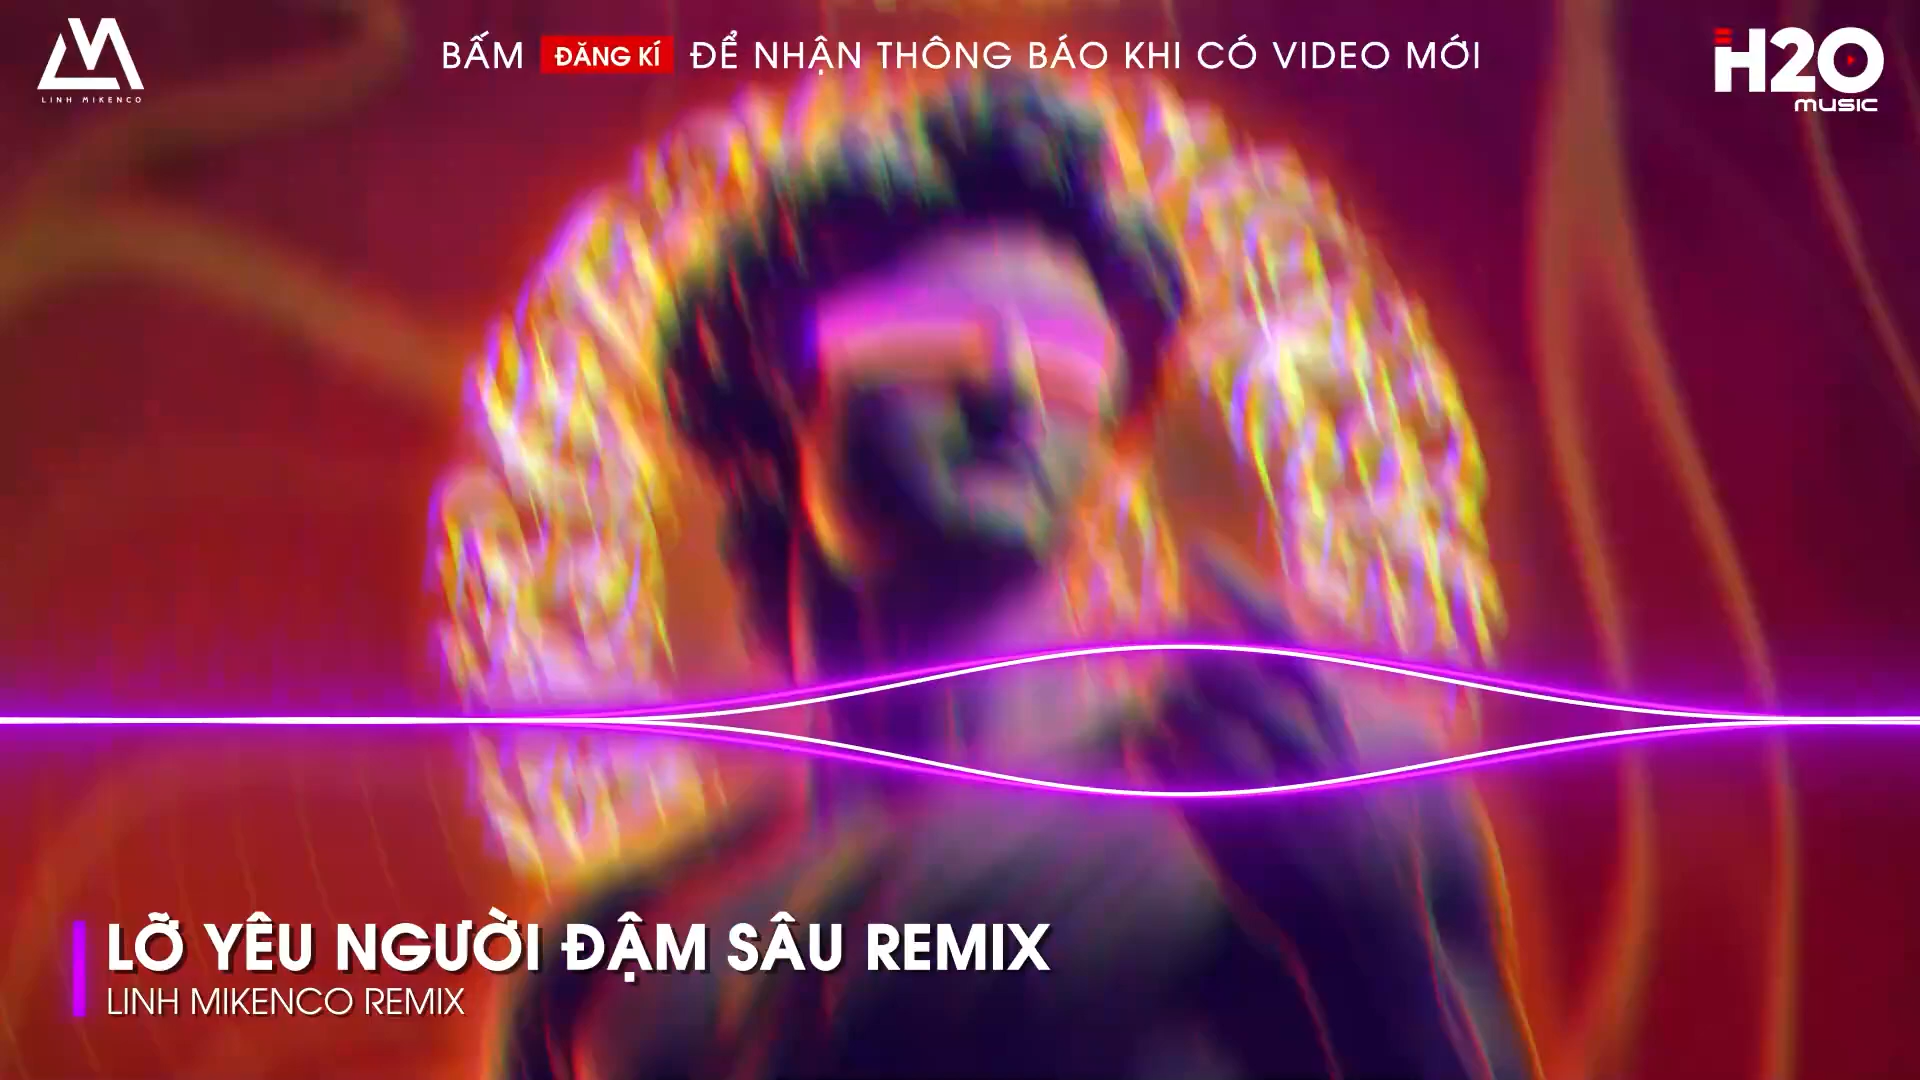 LINH MIKENCO
BẤM ĐĂNG KÍ ĐỂ NHẬN THÔNG BÁO KHI CÓ VIDEO MỚI
H2O
MUSIC
LỠ YÊU NGƯỜI ĐẬM SÂU REMIX
LINH MIKENCO REMIX